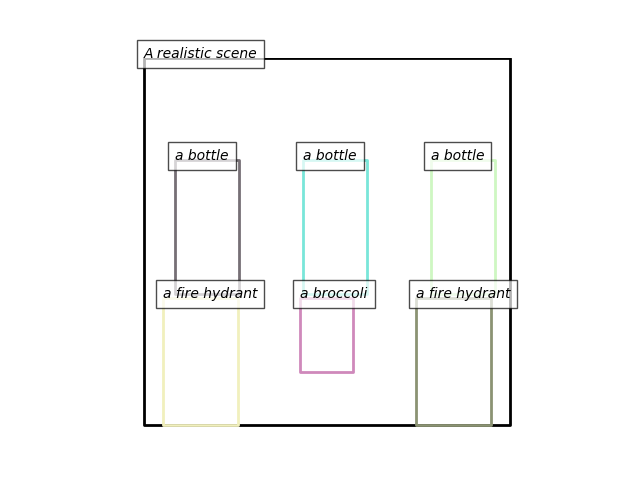 A realistic scene
a bottle
a bottle
a bottle
a fire hydrant
a broccoli
a fire hydrant